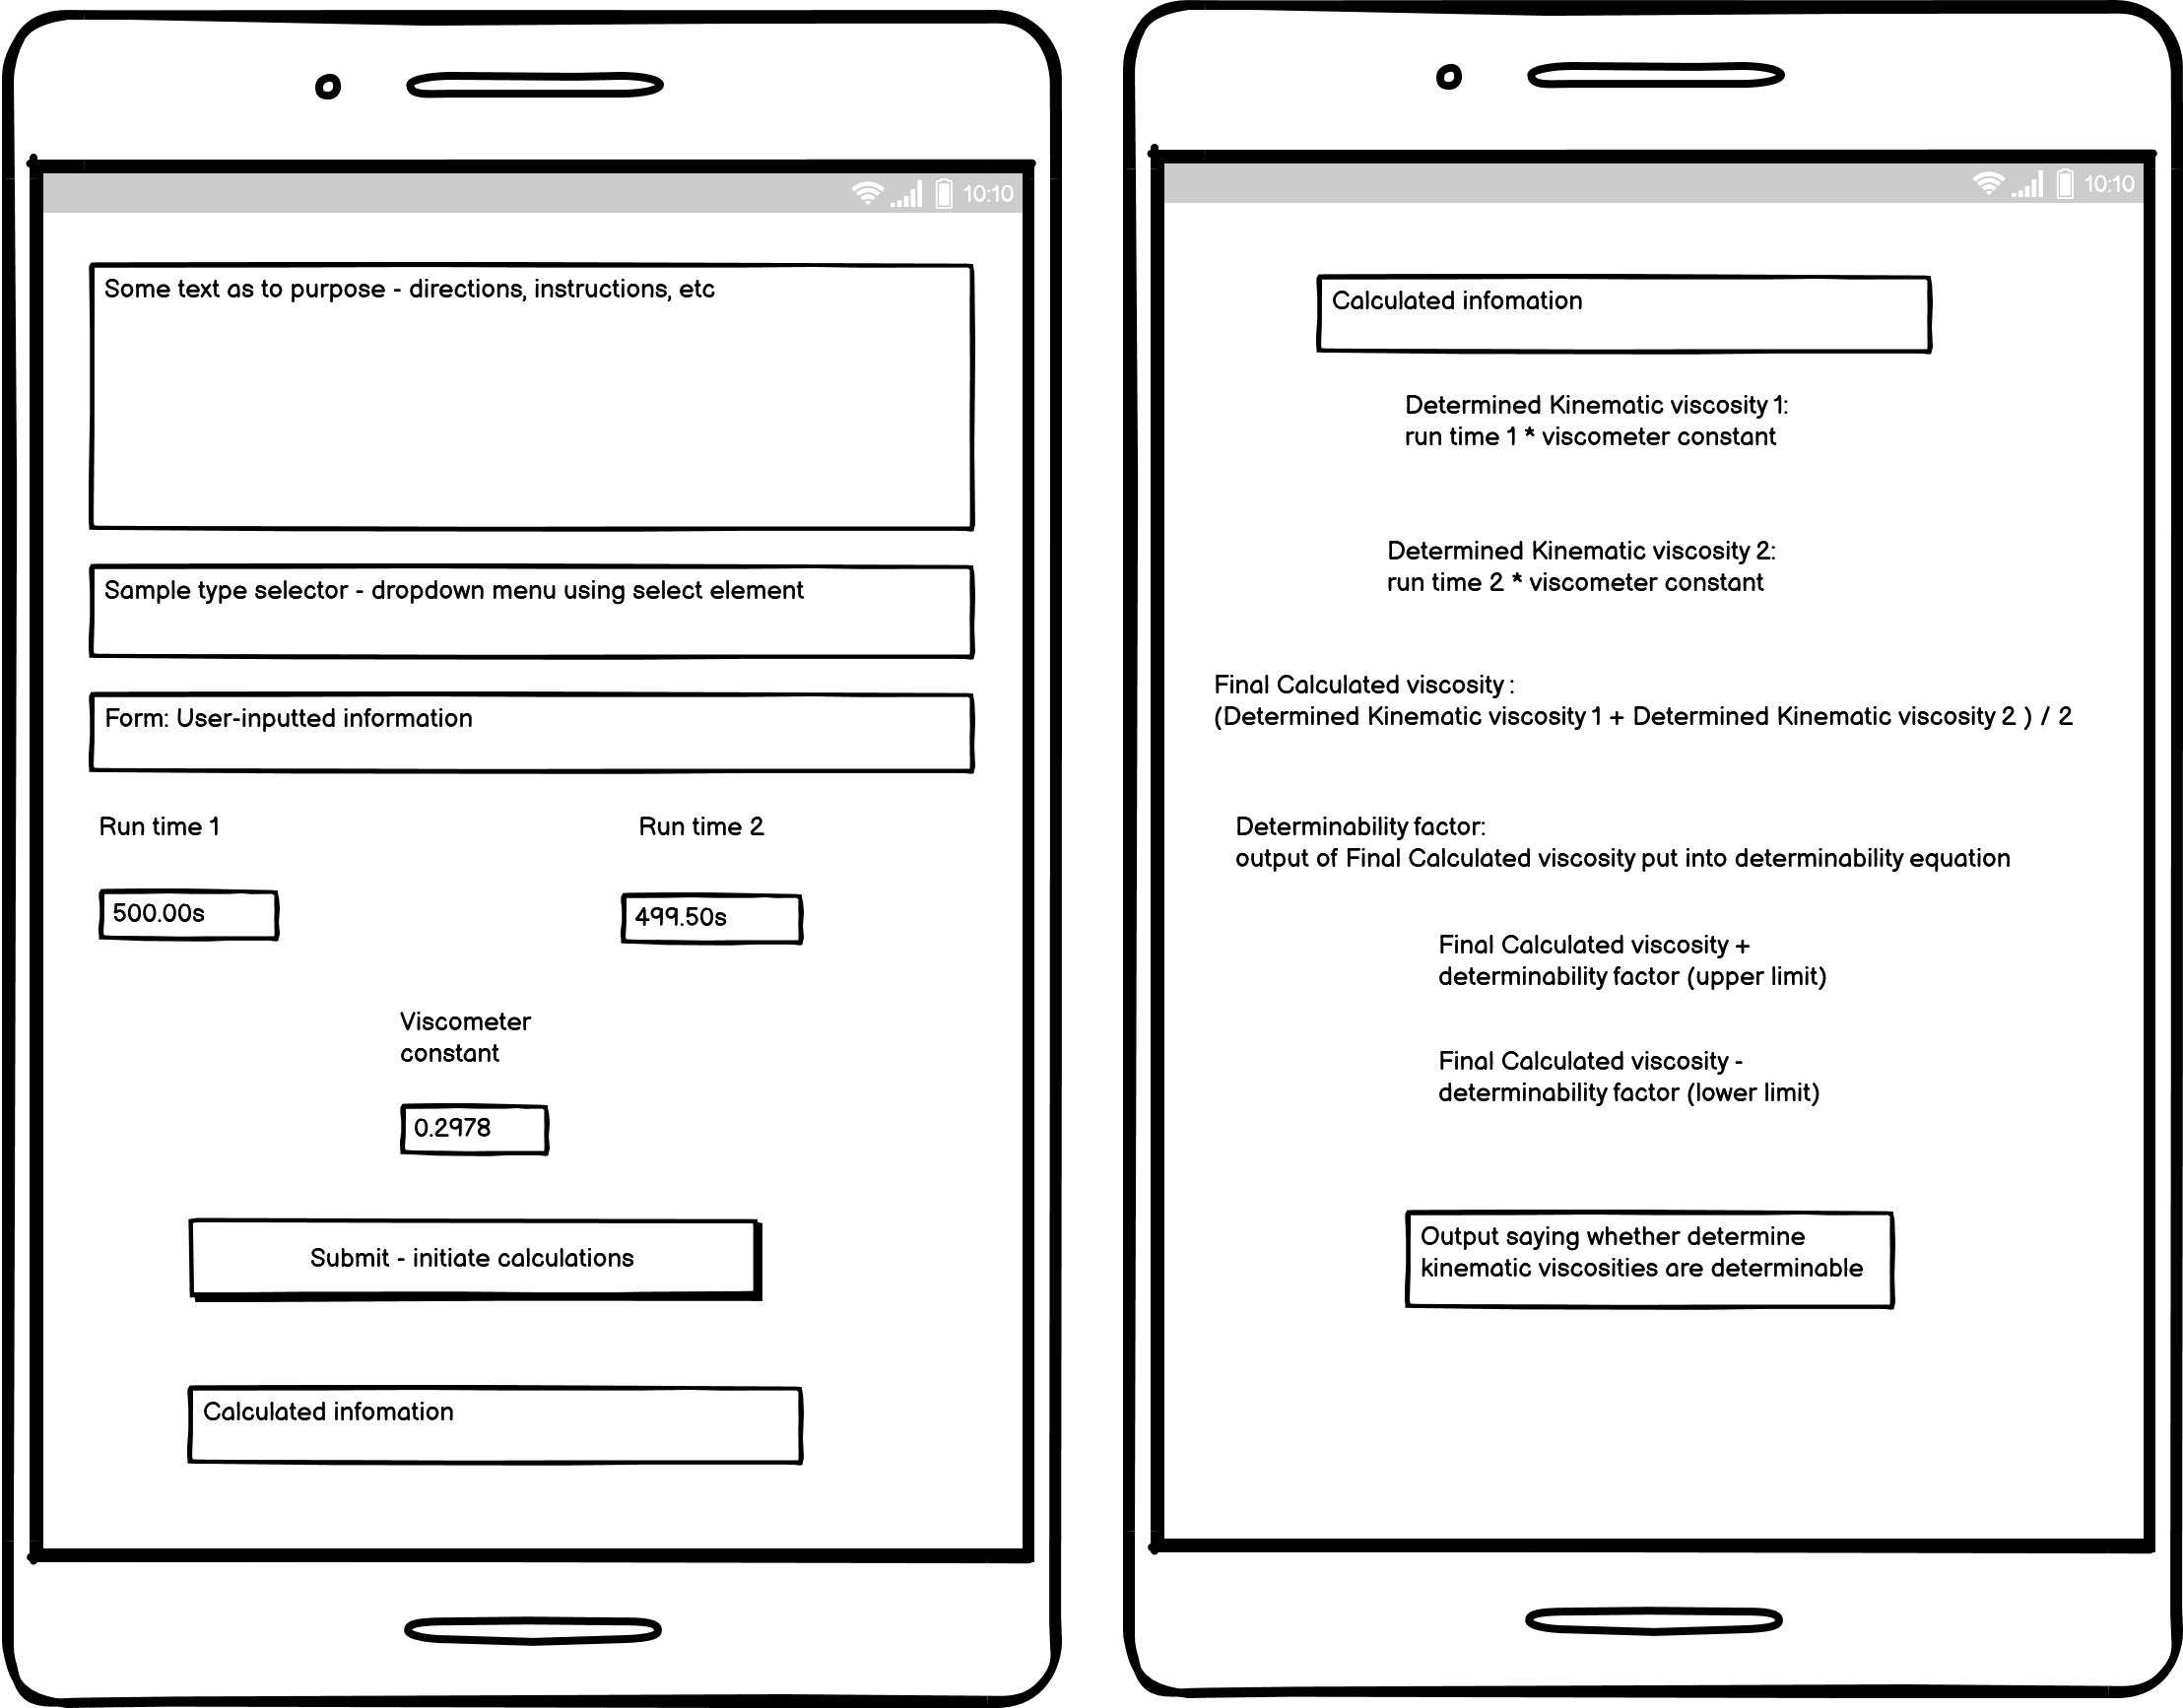 10:10
Some text as to purpose - directions, instructions, etc
Sample type selector - dropdown menu using select element
Form: User-inputted information
Run time 1
Run time 2
500.00s
499.50s
Viscometer
constant
0.2978
Submit - initiate calculations
Calculated infomation
10:10
Calculated infomation
Determined Kinematic viscosity 1:
run time 1 * viscometer constant
Determined Kinematic viscosity 2:
run time 2 * viscometer constant
Final Calculated viscosity :
(Determined Kinematic viscosity 1 + Determined Kinematic viscosity 2 ) / 2
Determinability factor:
output of Final Calculated viscosity put into determinability equation
Final Calculated viscosity +
determinability factor (upper limit)
Final Calculated viscosity -
determinability factor (lower limit)
Output saying whether determine
kinematic viscosities are determinable